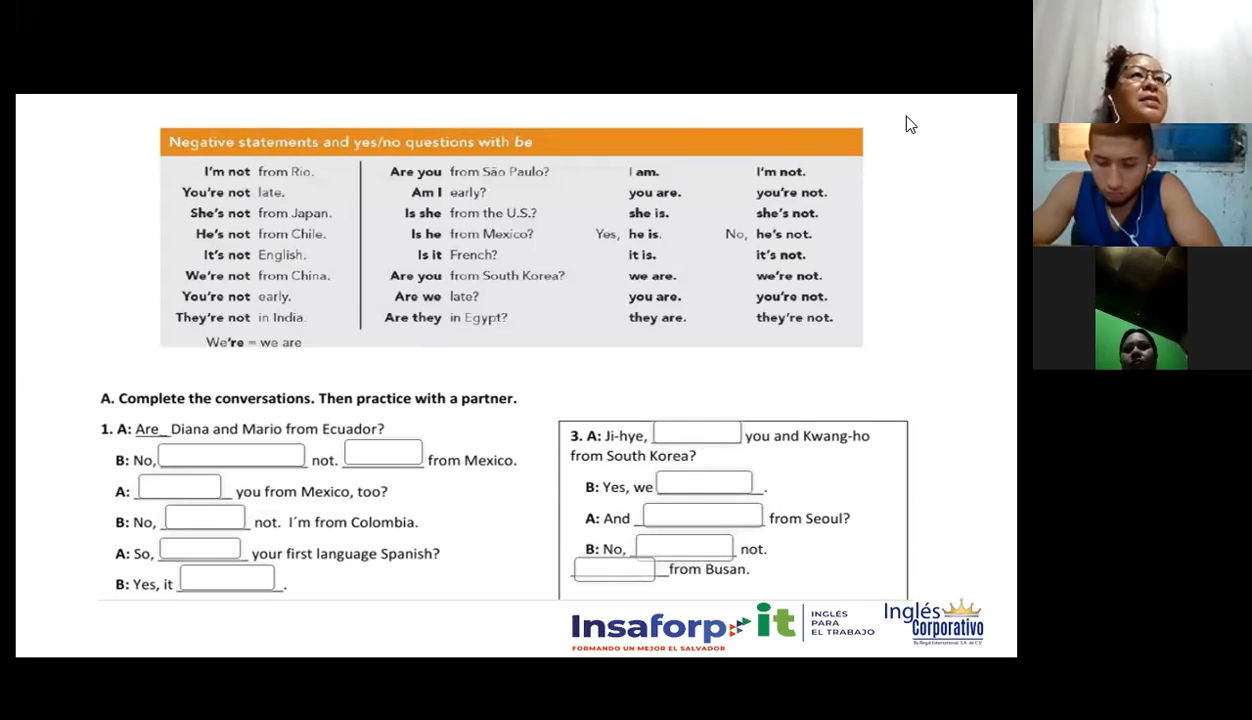 Negative statements and yes/no questions with be
I'm not from Rio.
You're not late.
She's not from Japan.
He's not from Chile.
It's not English.
We're not from China.
You're not early.
They're not in India.
We're = we are
Are you from São Paulo?
Am I early?
Is she from the U.S.?
Is he from Mexico?
Is it French?
Are you from South Korea?
Are we late?
Are they in Egypt?
Yes,
I am.
you are.
she is.
he is.
it is.
we are.
you are.
they are.
No,
I'm not.
you're not.
she's not.
he's not.
it's not.
we're not.
you're not.
they're not.
A. Complete the conversations. Then practice with a partner.
1. A: Are_ Diana and Mario from Ecuador?
B: No, not. from Mexico.
A: you from Mexico, too?
B: No, not. I´m from Colombia.
A: So, your first language Spanish?
B: Yes, it .
3. A: Ji-hye, you and Kwang-ho
from South Korea?
B: Yes, we .
A: And from Seoul?
B: No, not.
from Busan.
Insaforp
FORMANDO UN MEJOR EL SALVADOR
it
INGLÉS
PARA
EL TRABAJO
Inglés
Corporativo
By Regal International, S.A. de C.V.